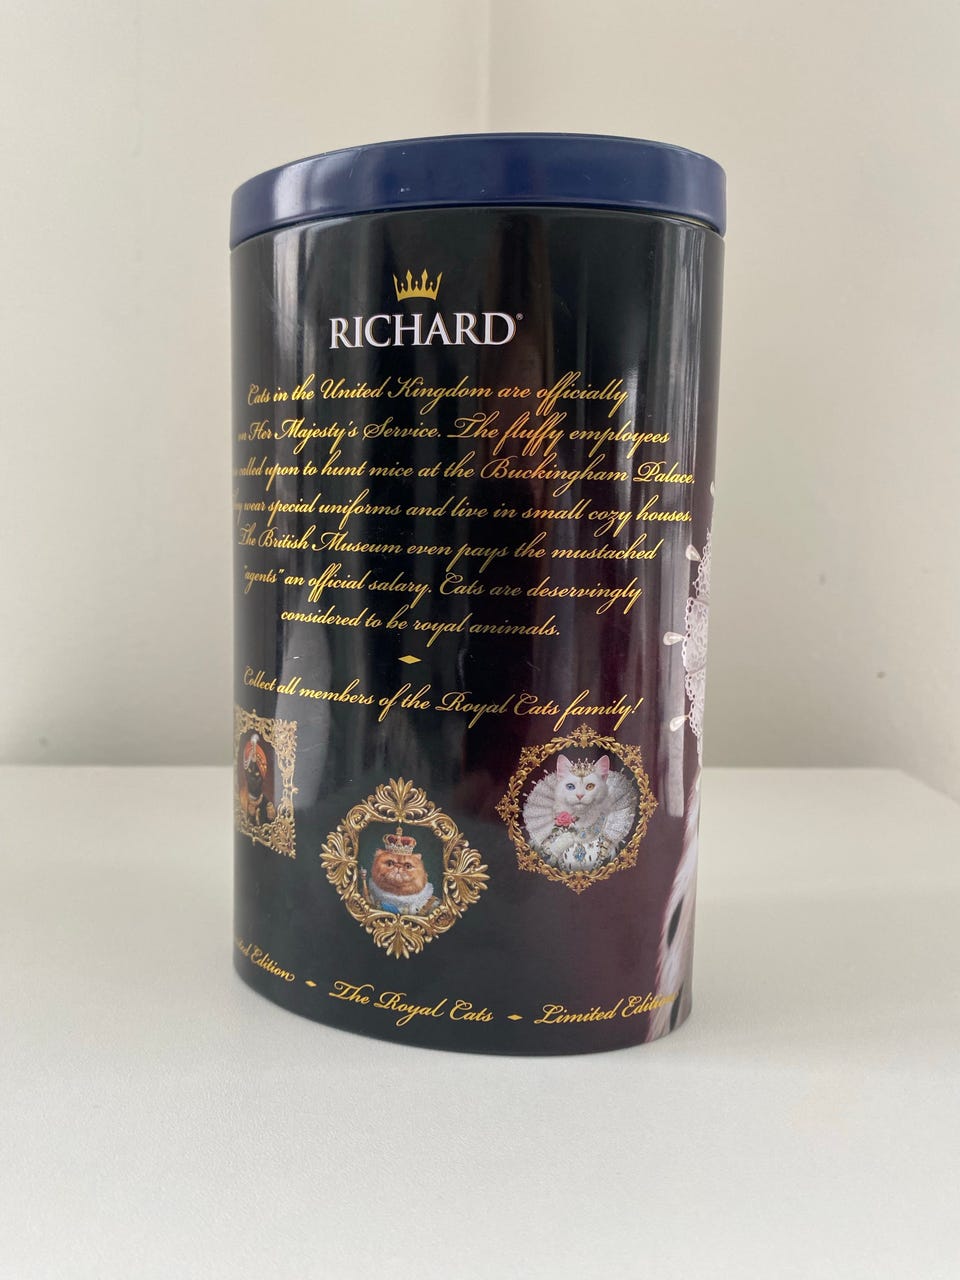 RICHARD®
Cats in the United Kingdom are officially
on Her Majesty's Service. The fluffy employees
called upon to hunt mice at the Buckingham Palace.
wear special uniforms and live in small cozy houses.
The British Museum even pays the mustached
"agents" an official salary. Cats are deservingly
considered to be royal animals.
Collect all members of the Royal Cats family!
Edition - The Royal Cats - Limited Edition